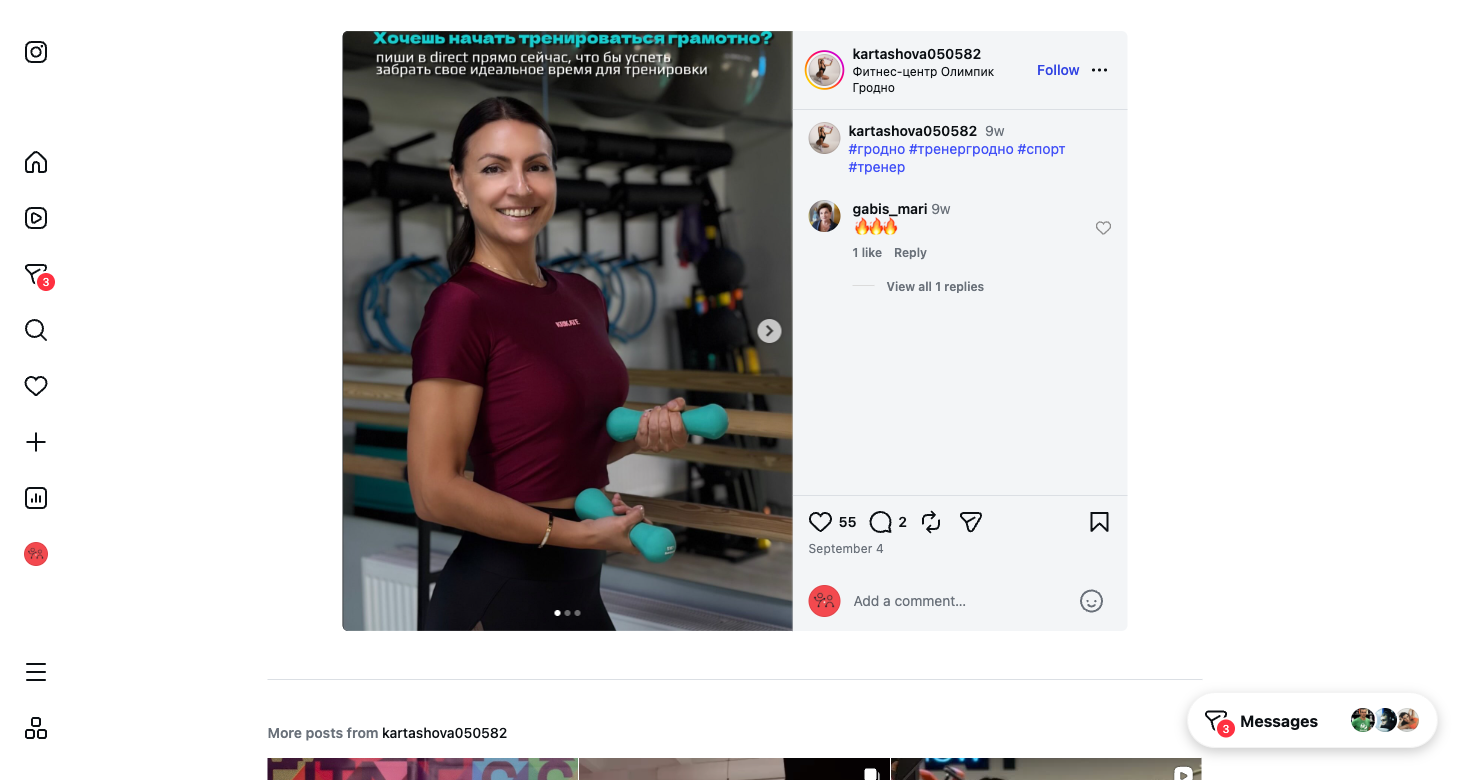 Хочешь начать тренироваться грамотно?
пиши в direct прямо сейчас, что бы успеть
забрать свое идеальное время для тренировки
kartashova050582
Фитнес-центр Олимпик
Гродно
Follow
kartashova050582 9w
#гродно #тренергродно #спорт
#тренер
gabis_mari 9w
1 like Reply
View all 1 replies
55 2
September 4
Add a comment...
3
More posts from kartashova050582
3 Messages